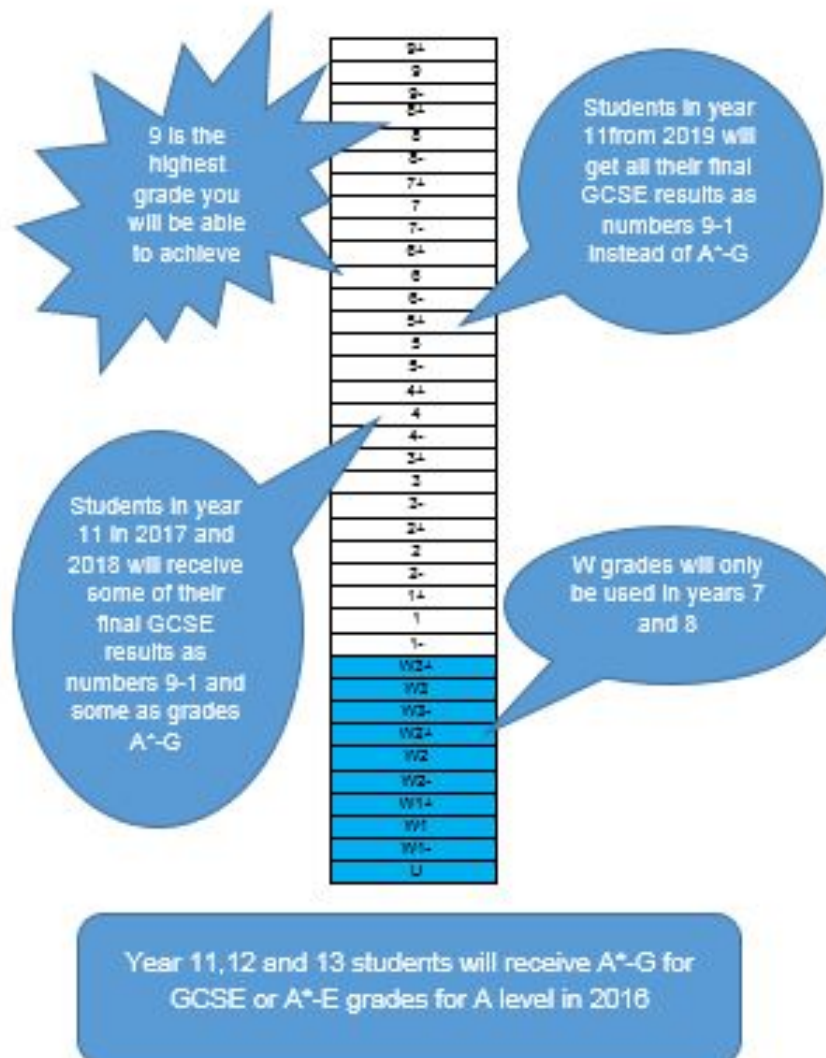 9 is the
highest
grade you
will be able
to achieve
Students in year
11from 2019 will
get all their final
GCSE results as
numbers 9-1
instead of A*-G
9+
9
9-
8+
8
8-
7+
7
7-
6+
6
6-
5+
5
5-
4+
4
4-
3+
3
3-
2+
2
2-
1+
1
1-
W3+
W3
W3-
W2+
W2
W2-
W1+
W1
W1-
U
Students in year
11 in 2017 and
2018 will receive
some of their
final GCSE
results as
numbers 9-1 and
some as grades
A*-G
W grades will only
be used in years 7
and 8
Year 11,12 and 13 students will receive A*-G for
GCSE or A*-E grades for A level in 2016